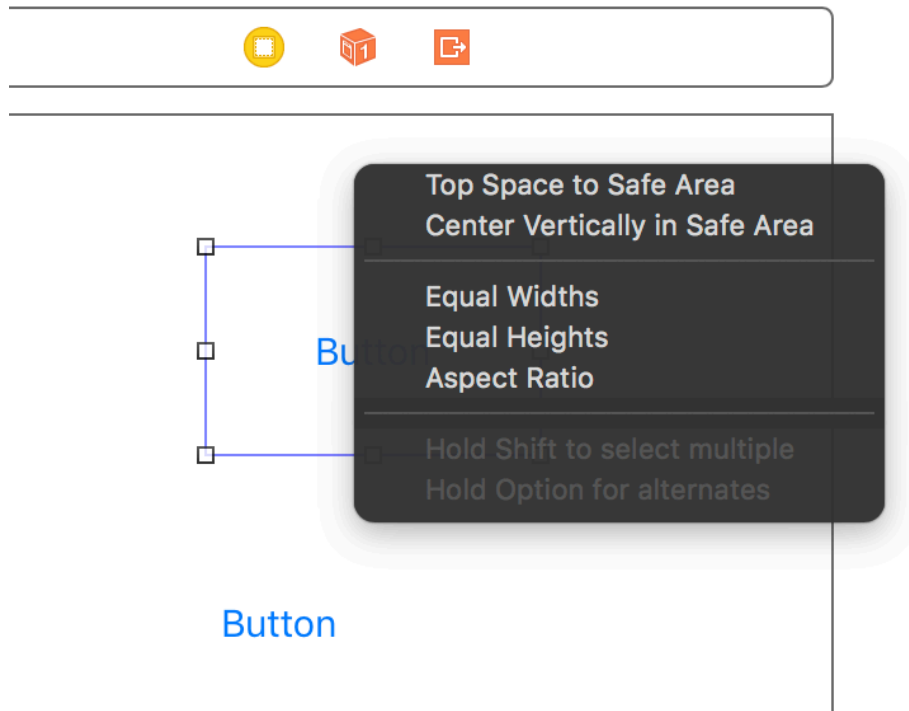 1
Top Space to Safe Area
Center Vertically in Safe Area
Equal Widths
Equal Heights
Button
Aspect Ratio
Hold Shift to select multiple
Hold Option for alternates
Button